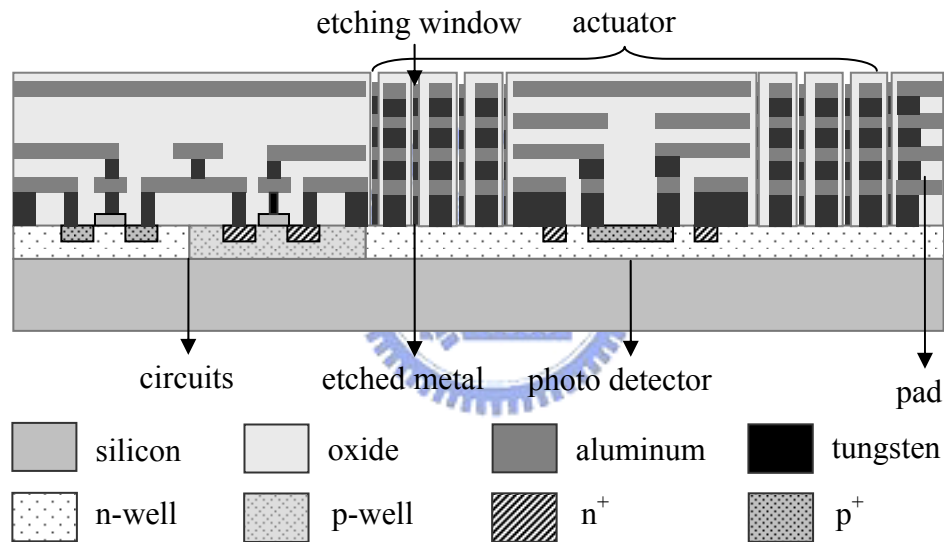 etching window
actuator
circuits
etched metal
photo detector
pad
silicon
oxide
aluminum
tungsten
n-well
p-well
n+
p+